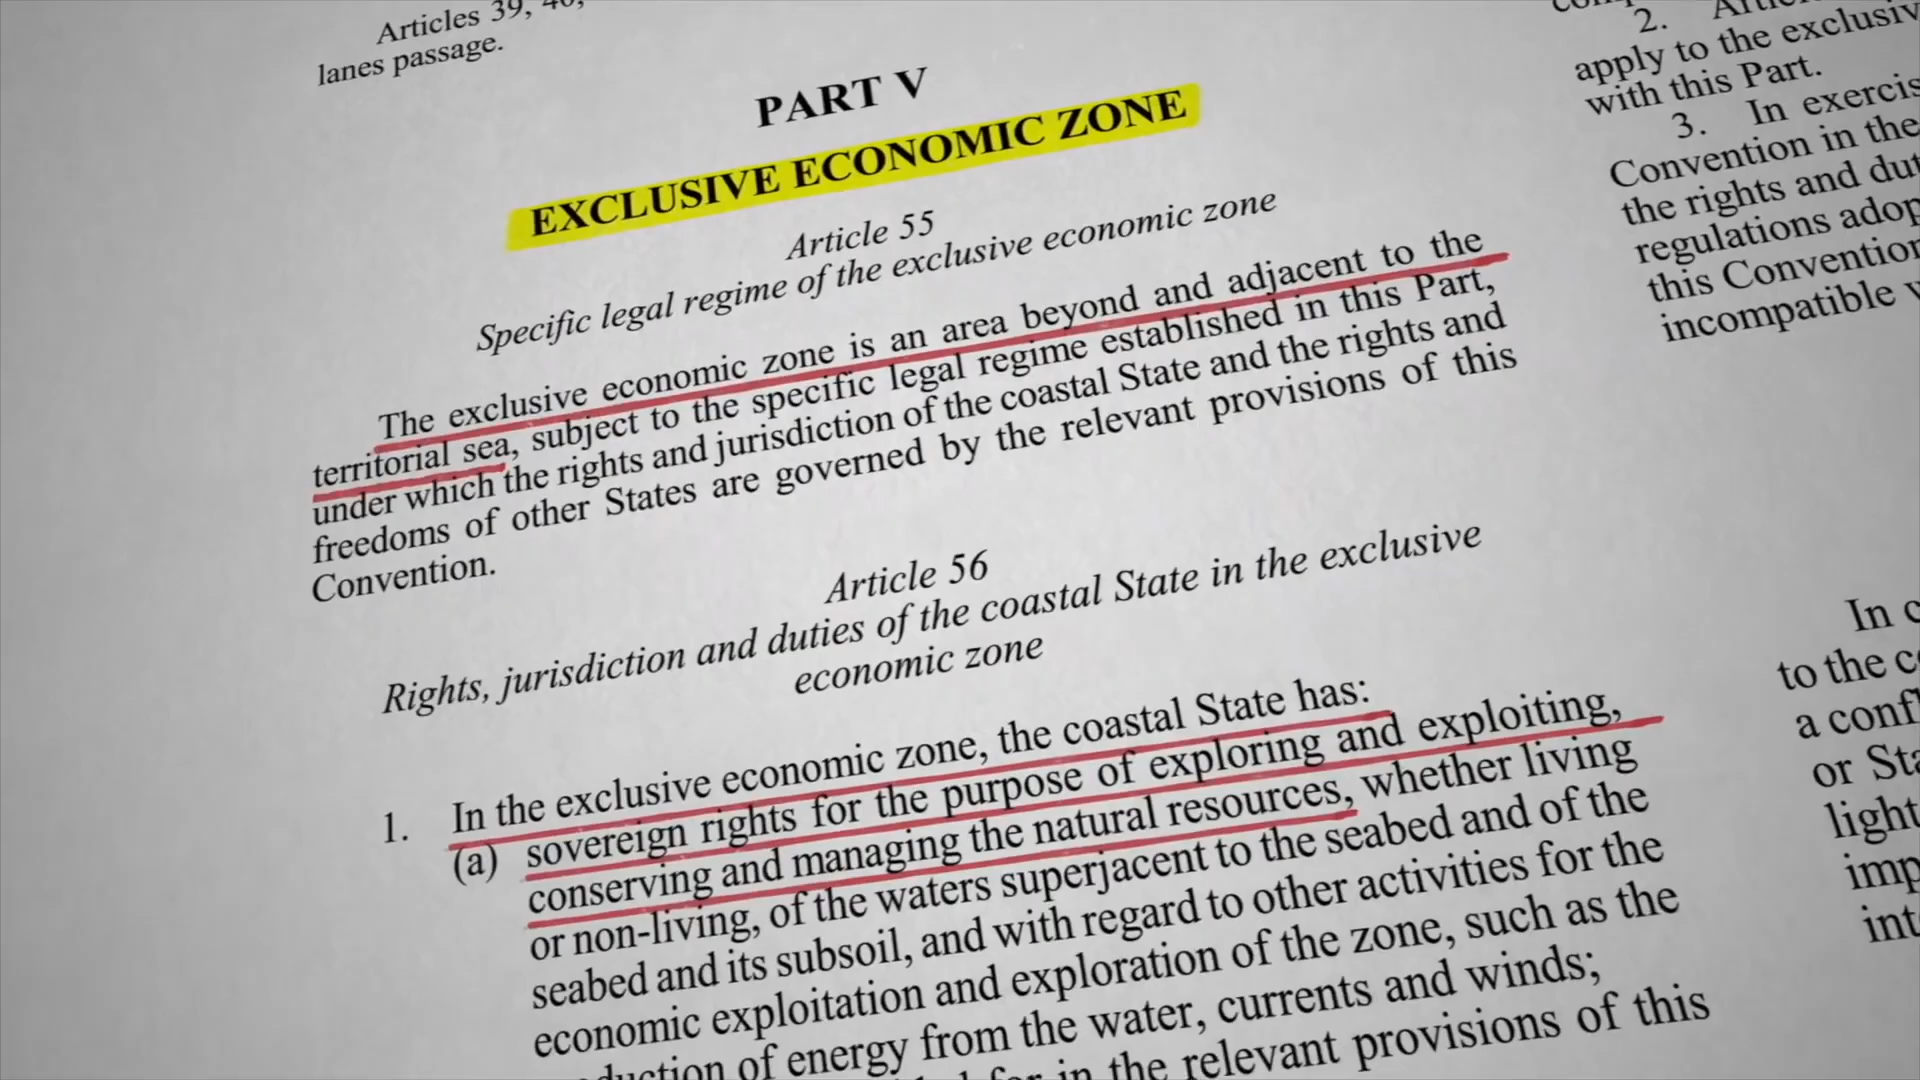 Articles 39,
lanes passage.
PART V
EXCLUSIVE ECONOMIC ZONE
Article 55
Specific legal regime of the exclusive economic zone
The exclusive economic zone is an area beyond and adjacent to the
territorial sea, subject to the specific legal regime established in this Part,
under which the rights and jurisdiction of the coastal State and the rights and
freedoms of other States are governed by the relevant provisions of this
Convention.
Article 56
Rights, jurisdiction and duties of the coastal State in the exclusive
economic zone
1. In the exclusive economic zone, the coastal State has:
(a) sovereign rights for the purpose of exploring and exploiting,
conserving and managing the natural resources, whether living
or non-living, of the waters superjacent to the seabed and of the
seabed and its subsoil, and with regard to other activities for the
economic exploitation and exploration of the zone, such as the
duction of energy from the water, currents and winds;
in the relevant provisions of this
2.
apply to the exclusiv
with this Part.
3. In exercis
Convention in the
the rights and dut
regulations adop
this Convention
incompatible
In c
to the c
a conf
or Sta
light
imp
int